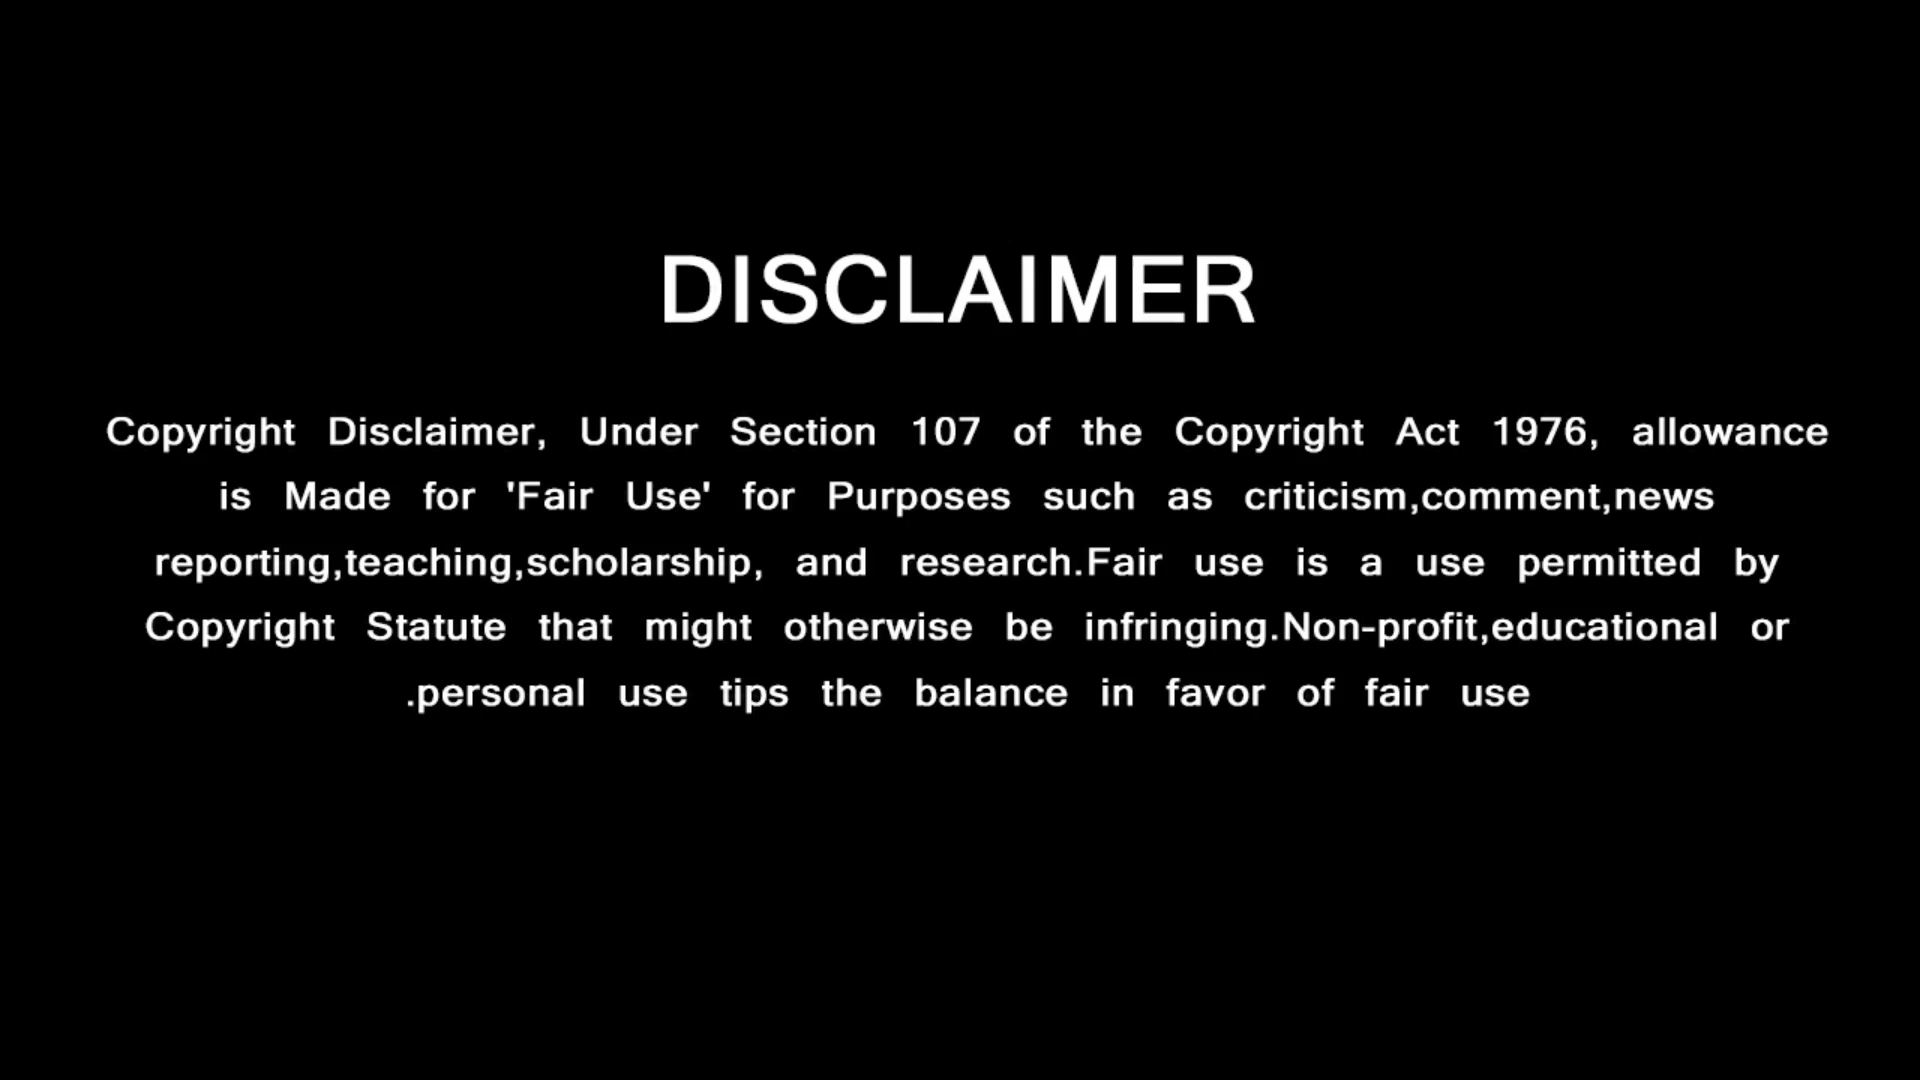 DISCLAIMER
Copyright Disclaimer, Under Section 107 of the Copyright Act 1976, allowance
is Made for 'Fair Use' for Purposes such as criticism,comment,news
reporting,teaching,scholarship, and research.Fair use is a use permitted by
Copyright Statute that might otherwise be infringing.Non-profit,educational or
.personal use tips the balance in favor of fair use